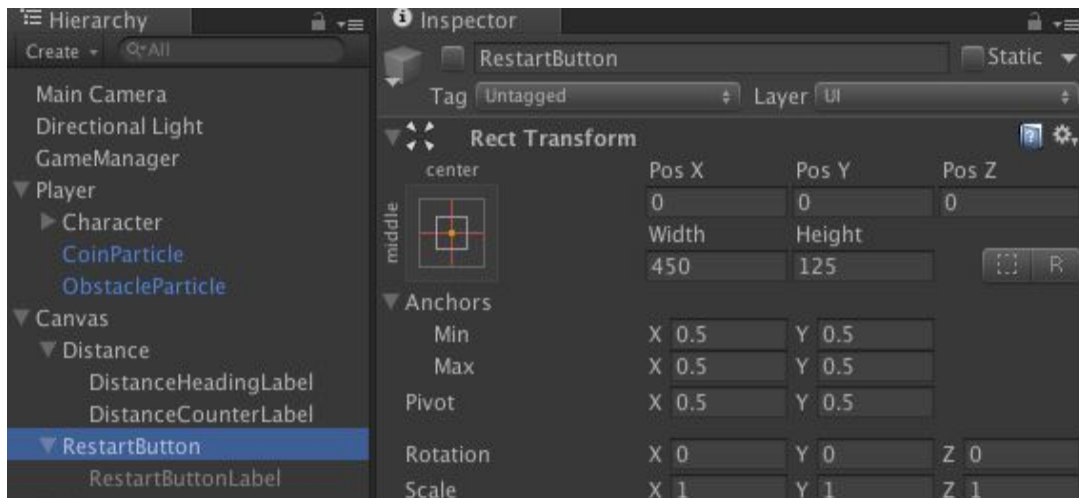 Hierarchy
Create
All
Main Camera
Directional Light
GameManager
Player
Character
CoinParticle
ObstacleParticle
Canvas
Distance
DistanceHeadingLabel
DistanceCounterLabel
RestartButton
RestartButtonLabel
Inspector
RestartButton
Static
Tag Untagged Layer UI
Rect Transform
center
middle
Pos X Pos Y Pos Z
0 0 0
Width Height
450 125
R
Anchors
Min X 0.5 Y 0.5
Max X 0.5 Y 0.5
Pivot X 0.5 Y 0.5
Rotation X 0 Y 0 Z 0
Scale X 1 Y 1 Z 1